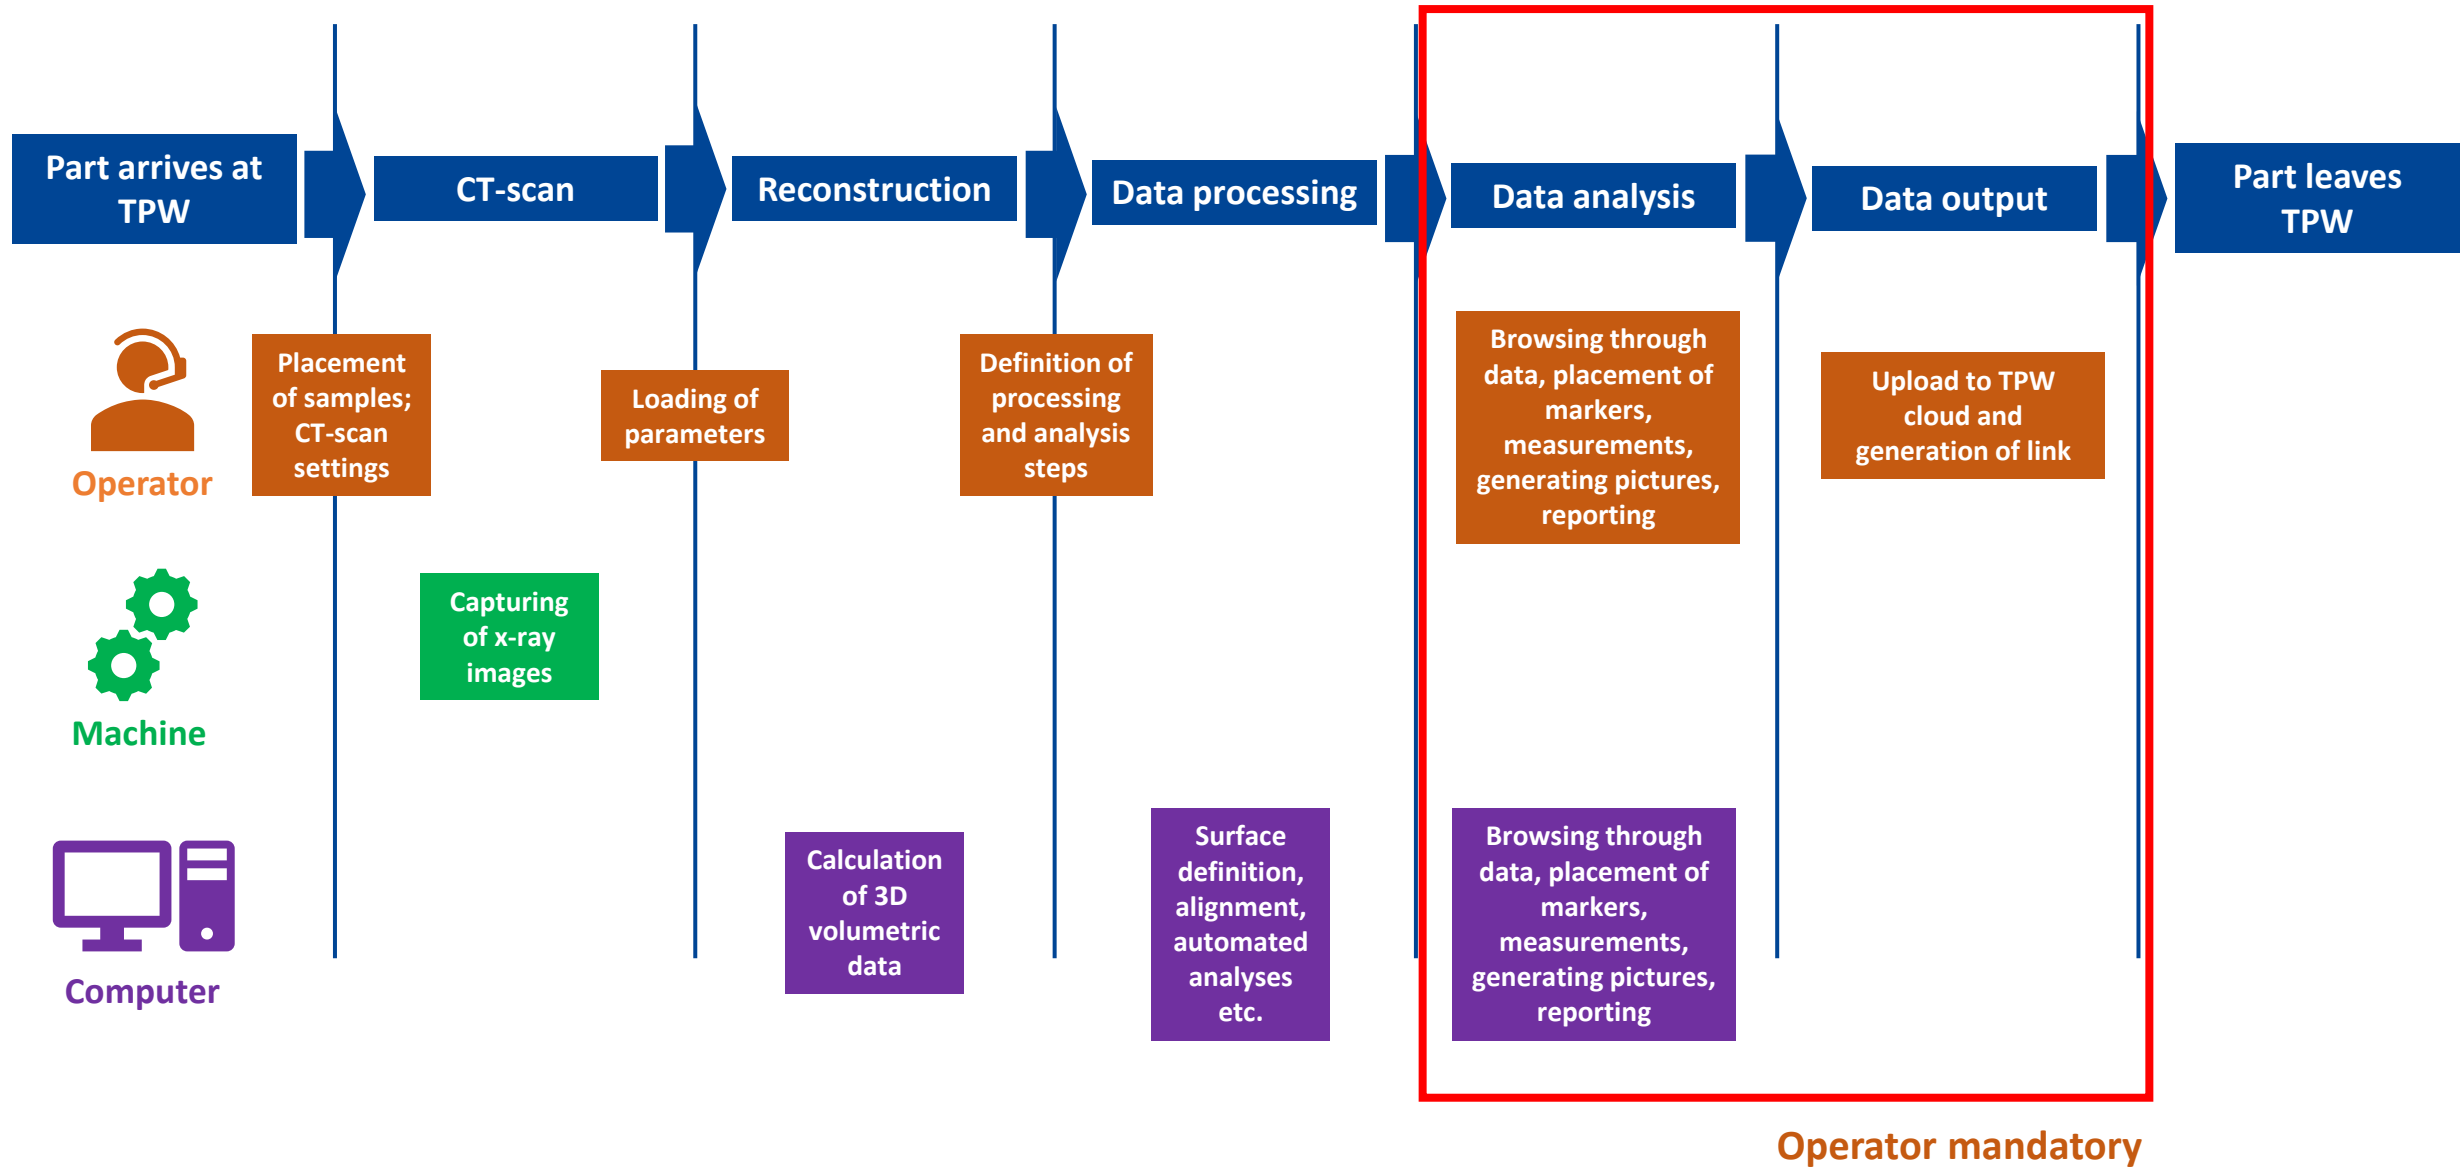 Part arrives at
TPW
CT-scan
Reconstruction
Data processing
Data analysis
Data output
Part leaves
TPW
Operator
Placement
of samples;
CT-scan
settings
Loading of
parameters
Definition of
processing
and analysis
steps
Browsing through
data, placement of
markers,
measurements,
generating pictures,
reporting
Upload to TPW
cloud and
generation of link
Machine
Capturing
of x-ray
images
Computer
Calculation
of 3D
volumetric
data
Surface
definition,
alignment,
automated
analyses
etc.
Browsing through
data, placement of
markers,
measurements,
generating pictures,
reporting
Operator mandatory